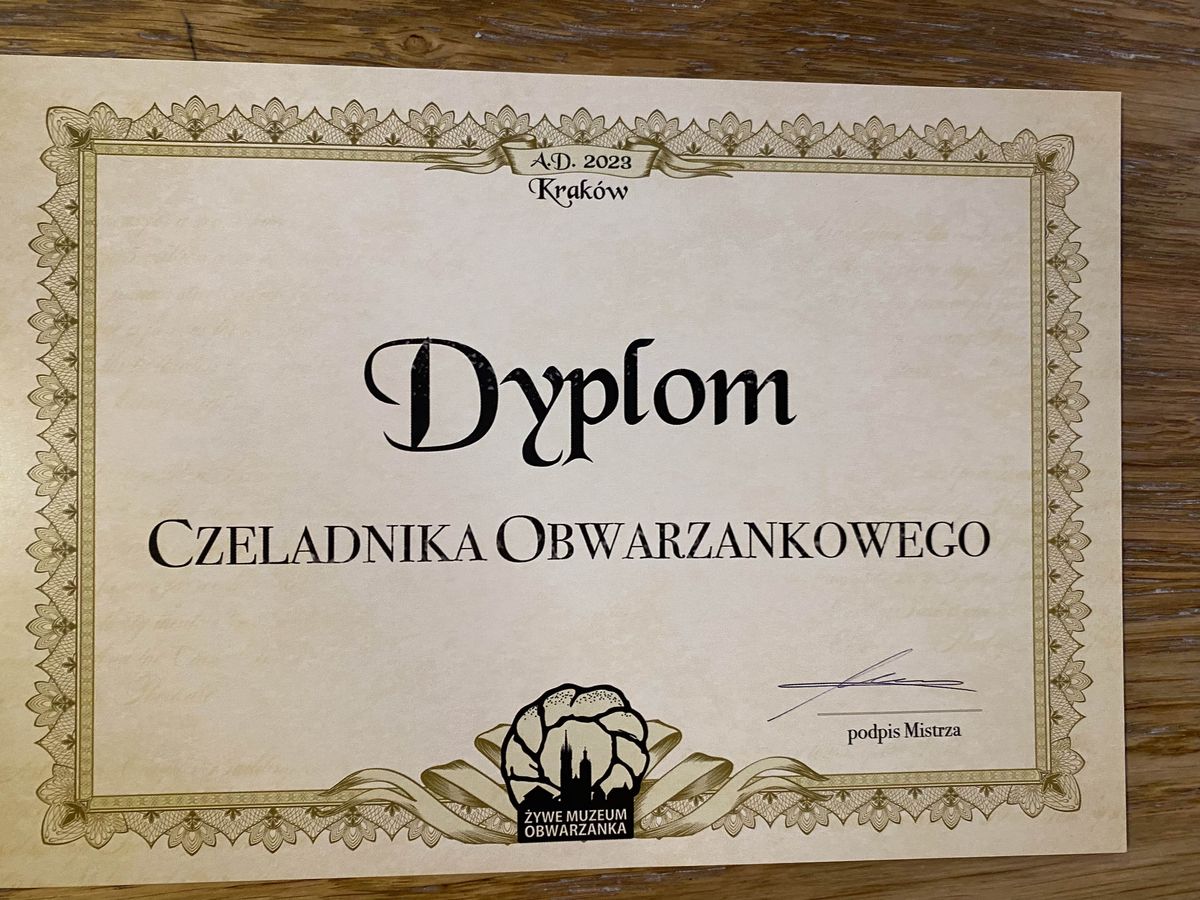 A.D. 2023
Kraków
Dyplom
CZELADNIKA OBWARZANKOWEGO
podpis Mistrza
ŻYWE MUZEUM
OBWARZANKA